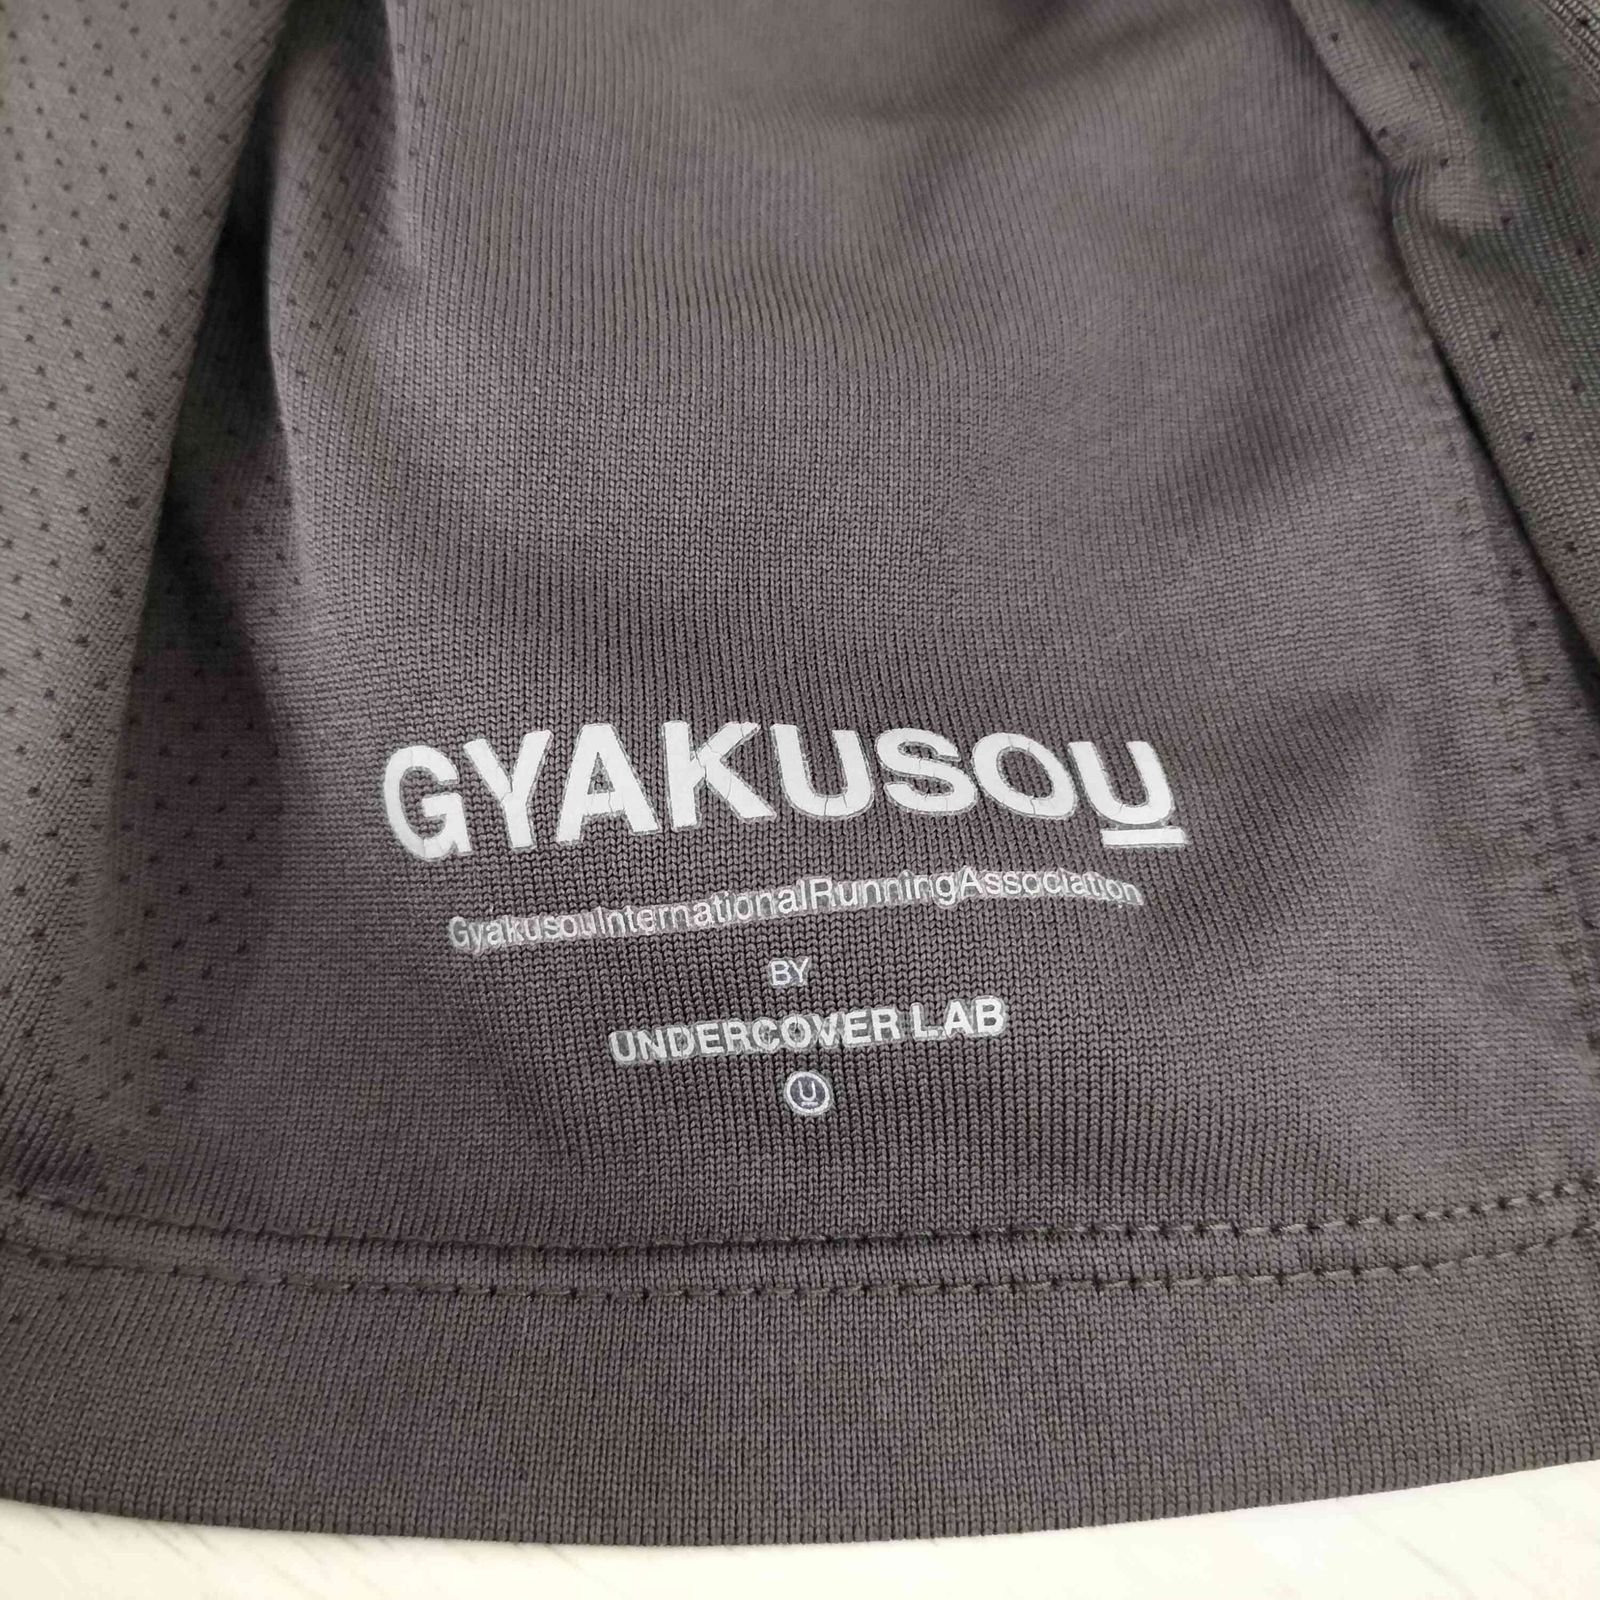 GYAKUSOU
GyakusouInternationalRunningAssociation
BY
UNDERCOVER LAB
U